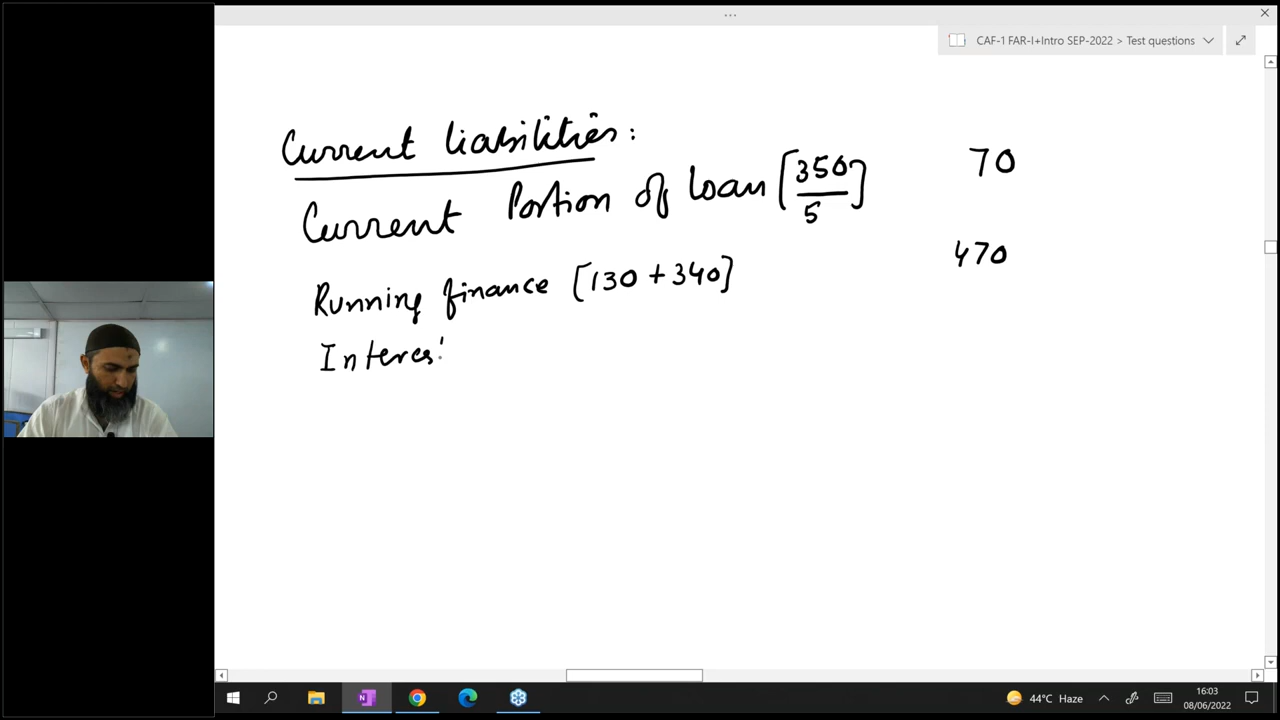 CAF-1 FAR-I+Intro SEP-2022 > Test questions
Current liabilities:
Current Portion of loan [350/5] 70
Running finance [130 + 340] 470
Interes
44°C Haze
16:03
08/06/2022